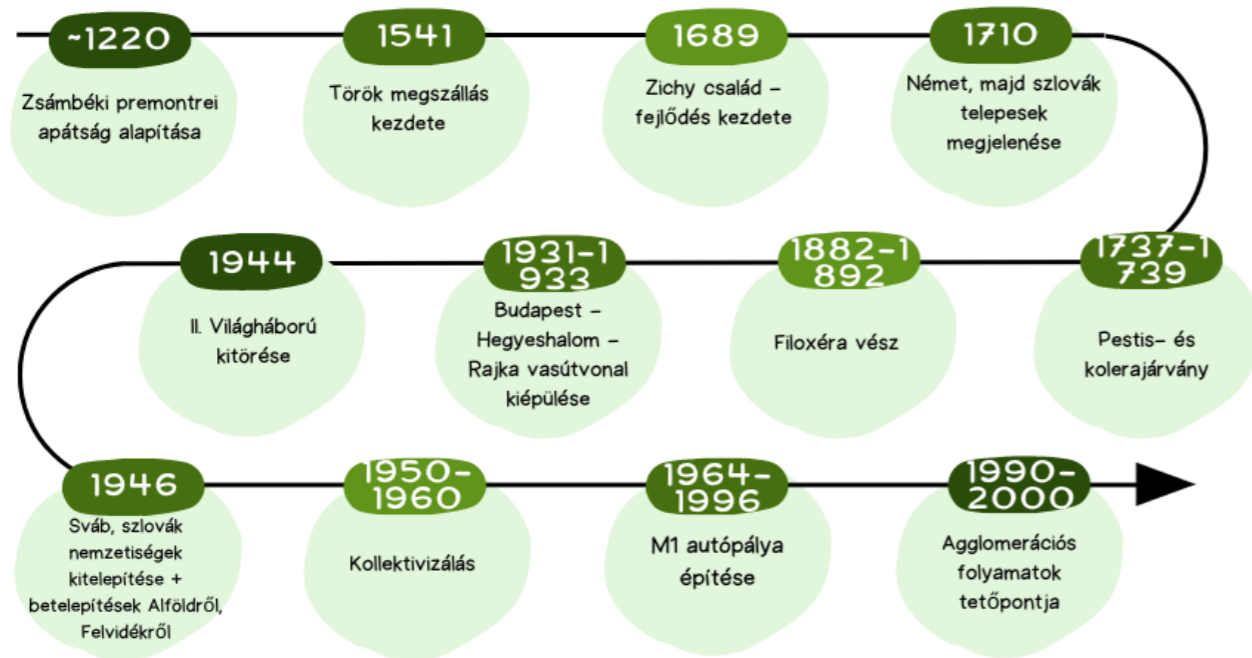 ~1220
Zsámbéki premontrei
apátság alapítása
1541
Török megszállás
kezdete
1689
Zichy család –
fejlődés kezdete
1710
Német, majd szlovák
telepesek
megjelenése
1737-1
739
Pestis- és
kolerajárvány
1882-1
892
Filoxéra vész
1931-1
933
Budapest –
Hegyeshalom –
Rajka vasútvonal
kiépülése
1944
II. Világháború
kitörése
1946
Sváb, szlovák
nemzetiségek
kitelepítése +
betelepítések Alföldről,
Felvidékről
1950-
1960
Kollektivizálás
1964-
1996
M1 autópálya
építése
1990-
2000
Agglomerációs
folyamatok
tetőpontja